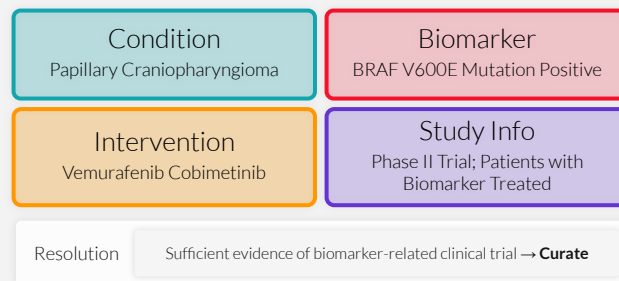 Condition
Papillary Craniopharyngioma
Biomarker
BRAF V600E Mutation Positive
Intervention
Vemurafenib Cobimetinib
Study Info
Phase II Trial; Patients with
Biomarker Treated
Resolution
Sufficient evidence of biomarker-related clinical trial → Curate